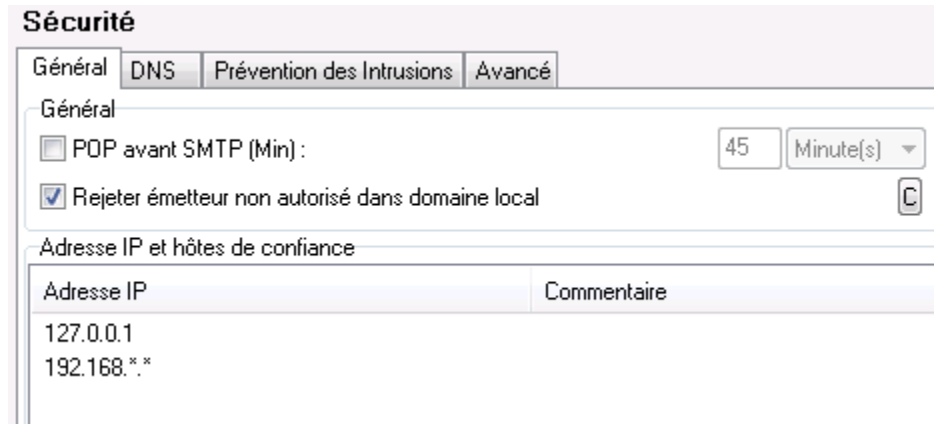 Sécurité
Général DNS Prévention des Intrusions Avancé
Général
POP avant SMTP (Min) : 45 Minute(s)
Rejeter émetteur non autorisé dans domaine local C
Adresse IP et hôtes de confiance
Adresse IP Commentaire
127.0.0.1
192.168.*.*